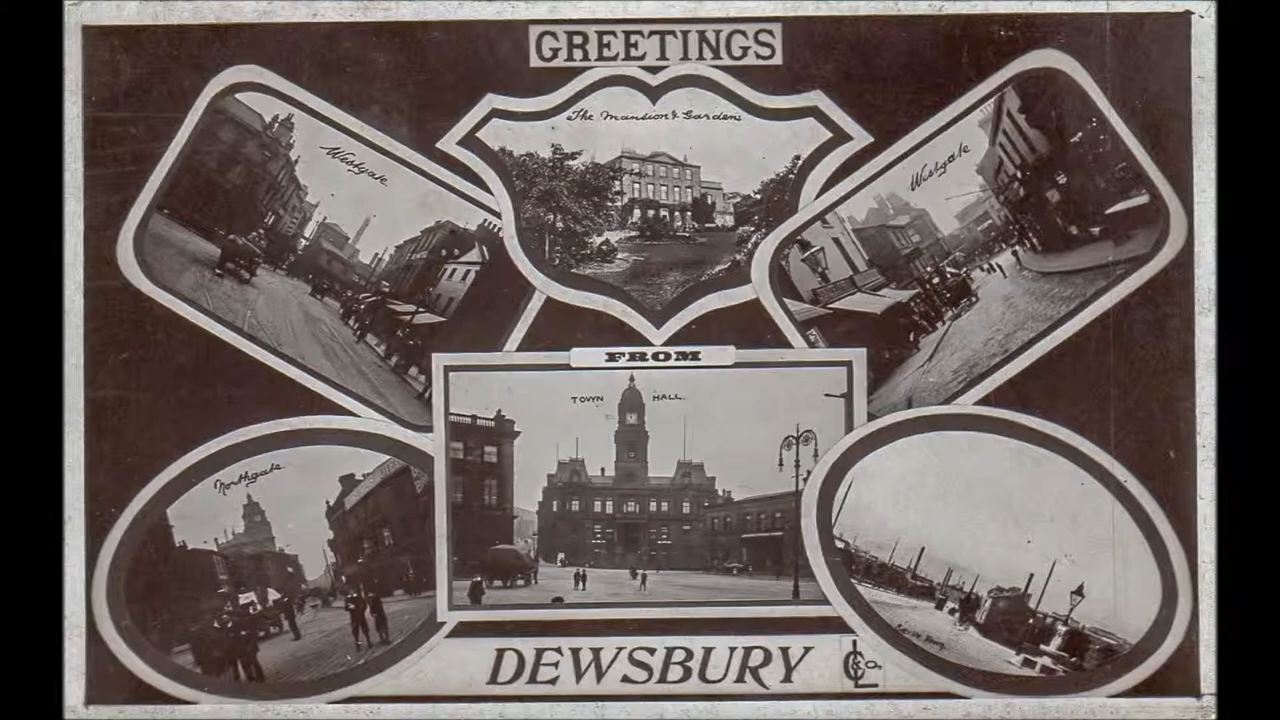 GREETINGS
The Mansion & Gardens
Westgate
Westgate
FROM
TOWN HALL.
Northgate
DEWSBURY